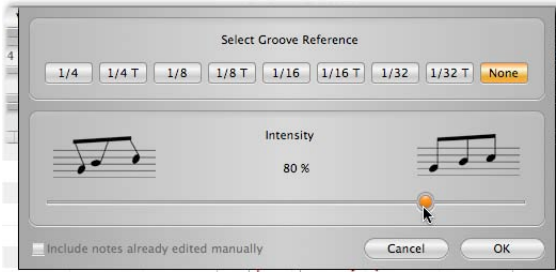 4
Select Groove Reference
1/4 1/4 T 1/8 1/8 T 1/16 1/16 T 1/32 1/32 T None
Intensity
80 %
Include notes already edited manually Cancel OK